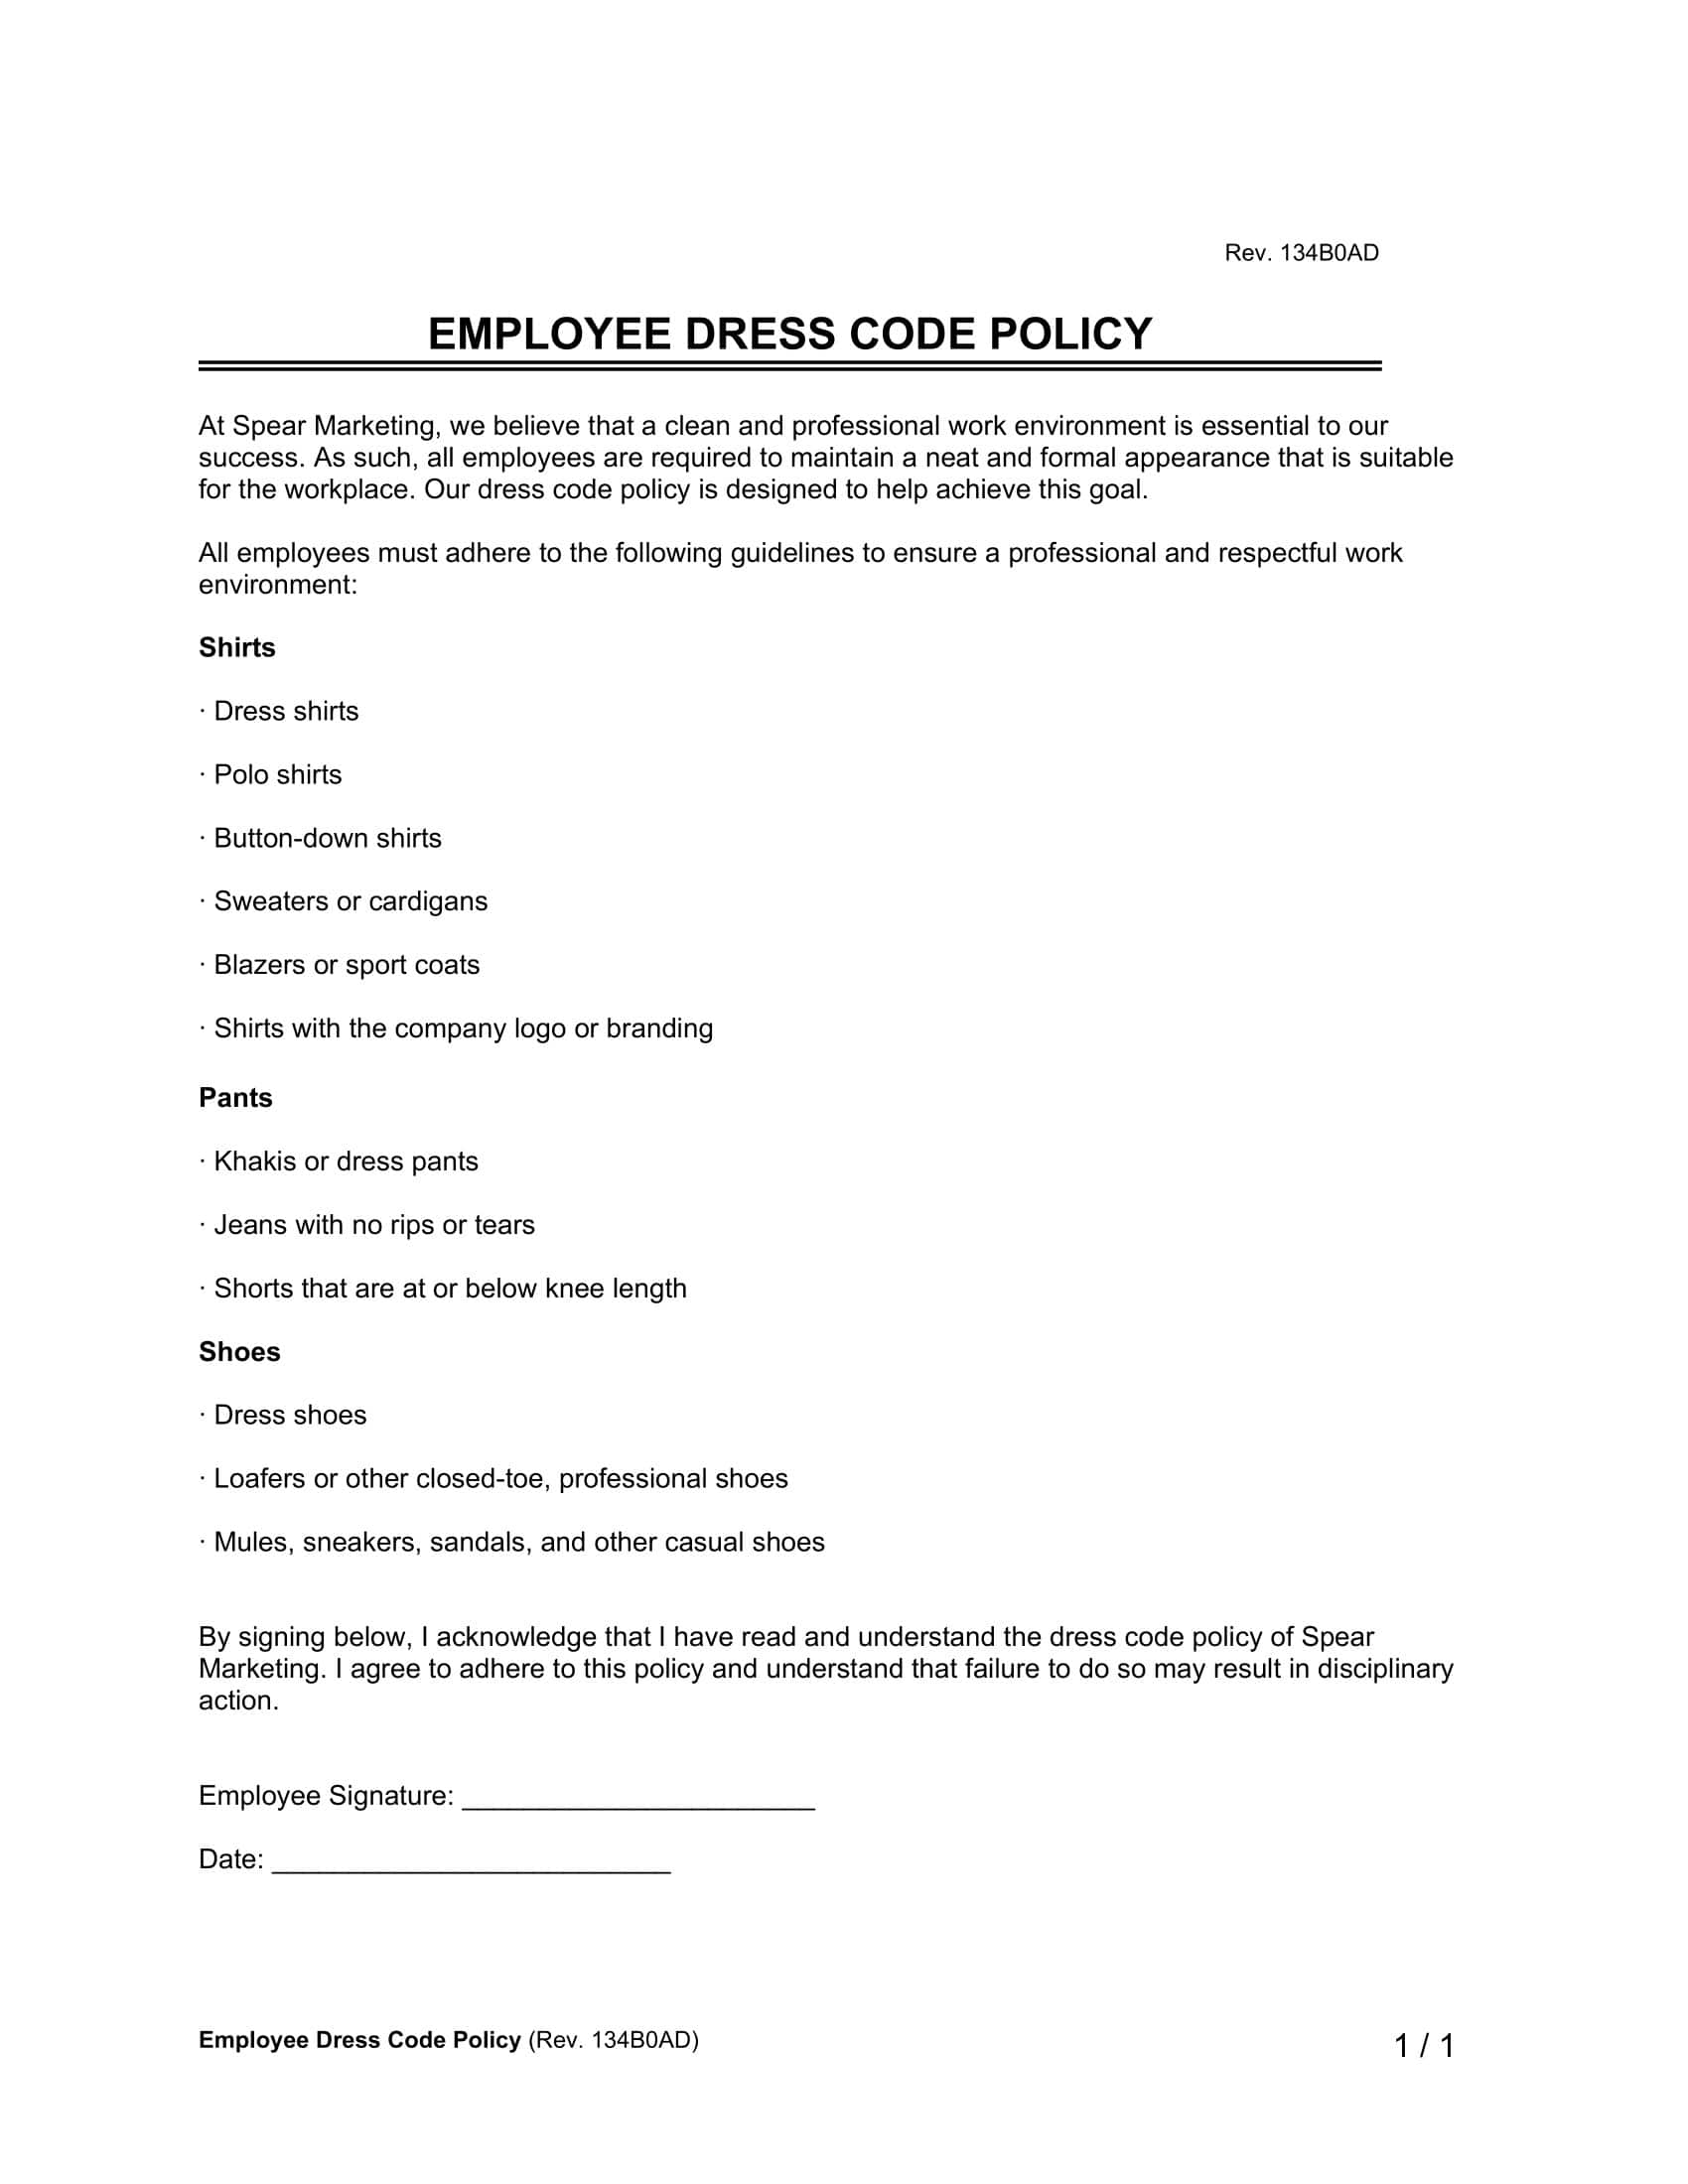 Rev. 134B0AD
EMPLOYEE DRESS CODE POLICY
At Spear Marketing, we believe that a clean and professional work environment is essential to our
success. As such, all employees are required to maintain a neat and formal appearance that is suitable
for the workplace. Our dress code policy is designed to help achieve this goal.
All employees must adhere to the following guidelines to ensure a professional and respectful work
environment:
Shirts
· Dress shirts
· Polo shirts
· Button-down shirts
· Sweaters or cardigans
· Blazers or sport coats
· Shirts with the company logo or branding
Pants
· Khakis or dress pants
· Jeans with no rips or tears
· Shorts that are at or below knee length
Shoes
· Dress shoes
· Loafers or other closed-toe, professional shoes
· Mules, sneakers, sandals, and other casual shoes
By signing below, I acknowledge that I have read and understand the dress code policy of Spear
Marketing. I agree to adhere to this policy and understand that failure to do so may result in disciplinary
action.
Employee Signature: _______________________
Date: __________________________
Employee Dress Code Policy (Rev. 134B0AD)
1 / 1